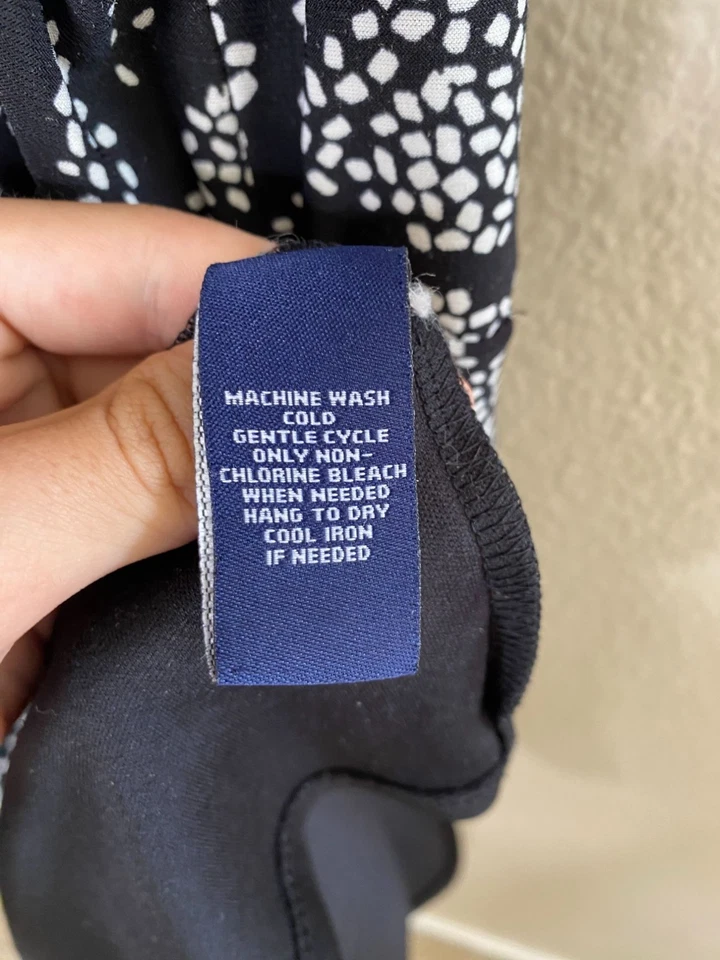 MACHINE WASH
COLD
GENTLE CYCLE
ONLY NON-
CHLORINE BLEACH
WHEN NEEDED
HANG TO DRY
COOL IRON
IF NEEDED